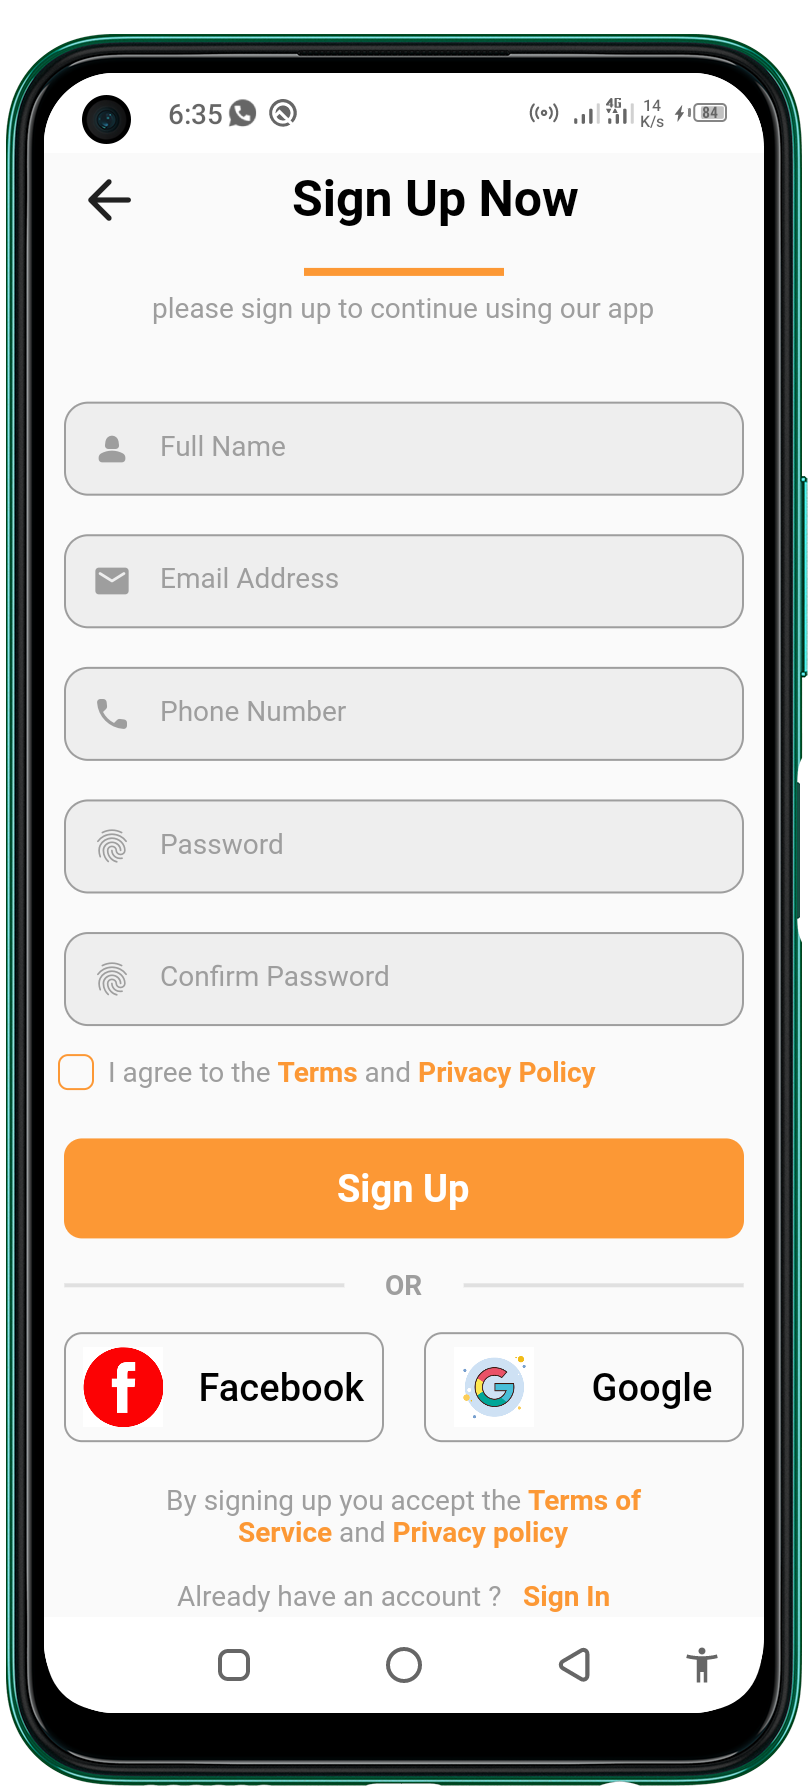 6:35 4G 14 K/s 84
Sign Up Now
please sign up to continue using our app
Full Name
Email Address
Phone Number
Password
Confirm Password
I agree to the Terms and Privacy Policy
Sign Up
OR
Facebook Google
By signing up you accept the Terms of
Service and Privacy policy
Already have an account ? Sign In